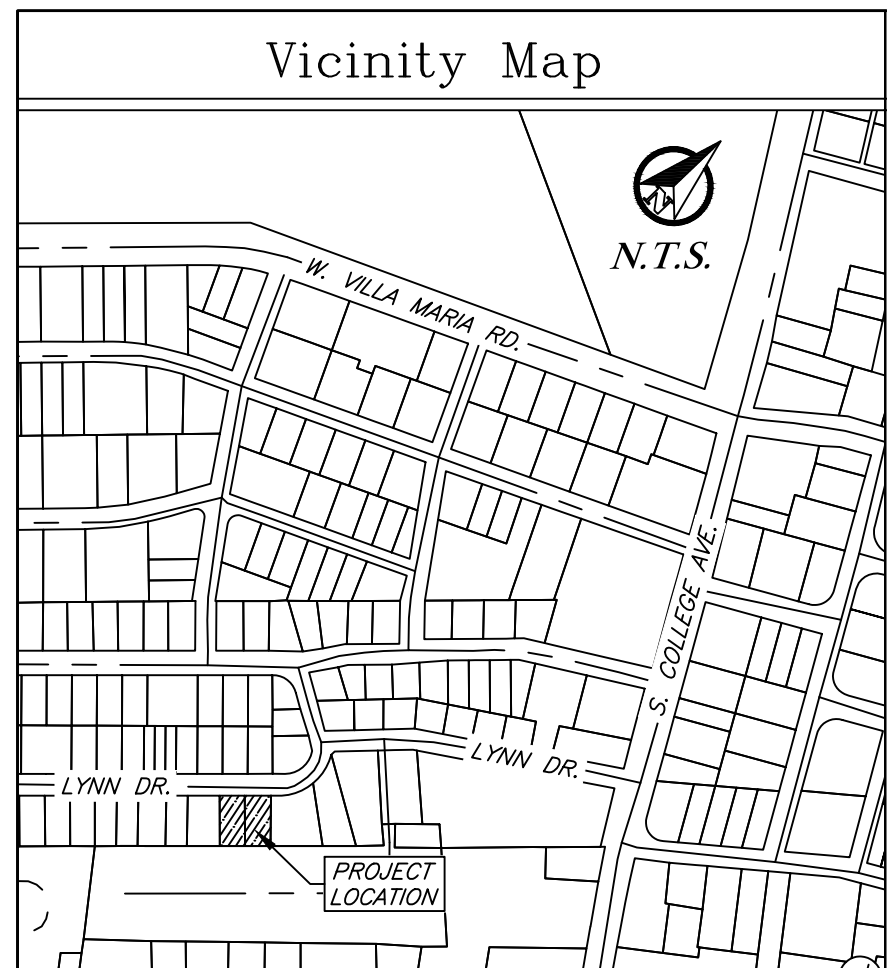 Vicinity Map
N
N.T.S.
W. VILLA MARIA RD.
S. COLLEGE AVE.
LYNN DR.
LYNN DR.
PROJECT
LOCATION